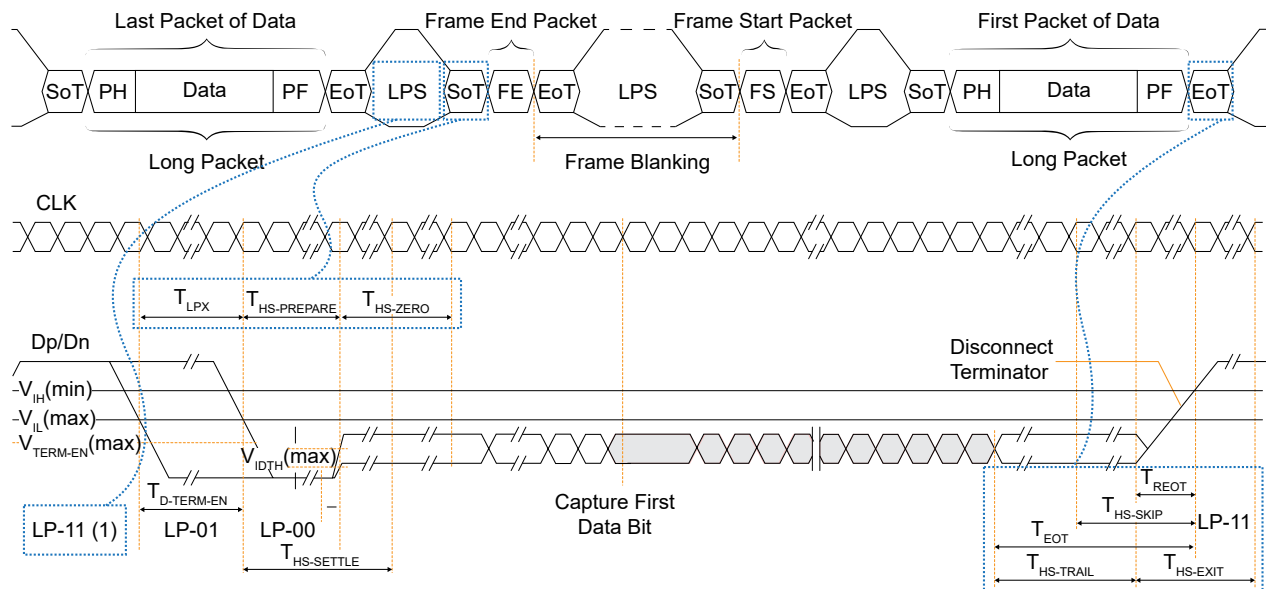 Last Packet of Data Frame End Packet Frame Start Packet First Packet of Data
SoT PH Data PF EoT LPS SoT FE EoT LPS SoT FS EoT LPS SoT PH Data PF EoT
Long Packet Frame Blanking Long Packet
CLK
TLPX THS-PREPARE THS-ZERO
Dp/Dn
Disconnect
Terminator
VIH(min)
VIL(max)
VTERM-EN(max)
VIDTH(max)
TD-TERM-EN
TREOT
Capture First
Data Bit
THS-SKIP
LP-11 (1) LP-01 LP-00 LP-11
TEOT
THS-SETTLE
THS-TRAIL THS-EXIT